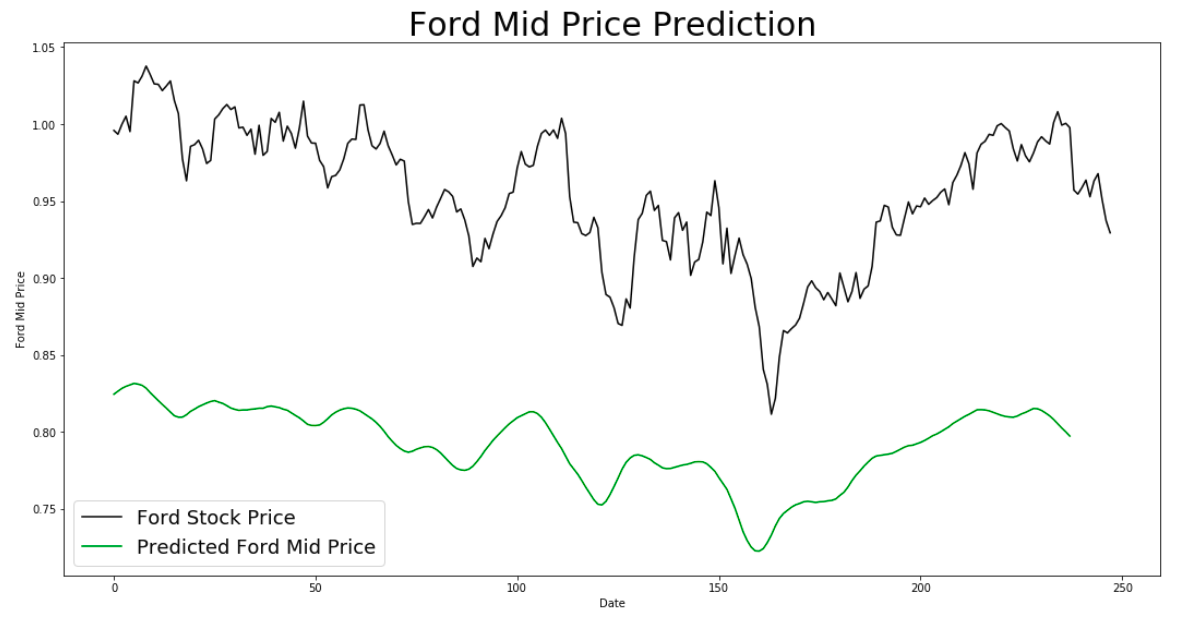 Ford Mid Price Prediction
1.05
1.00
0.95
0.90
0.85
0.80
0.75
Ford Mid Price
Ford Stock Price
Predicted Ford Mid Price
0
50
100
150
200
250
Date